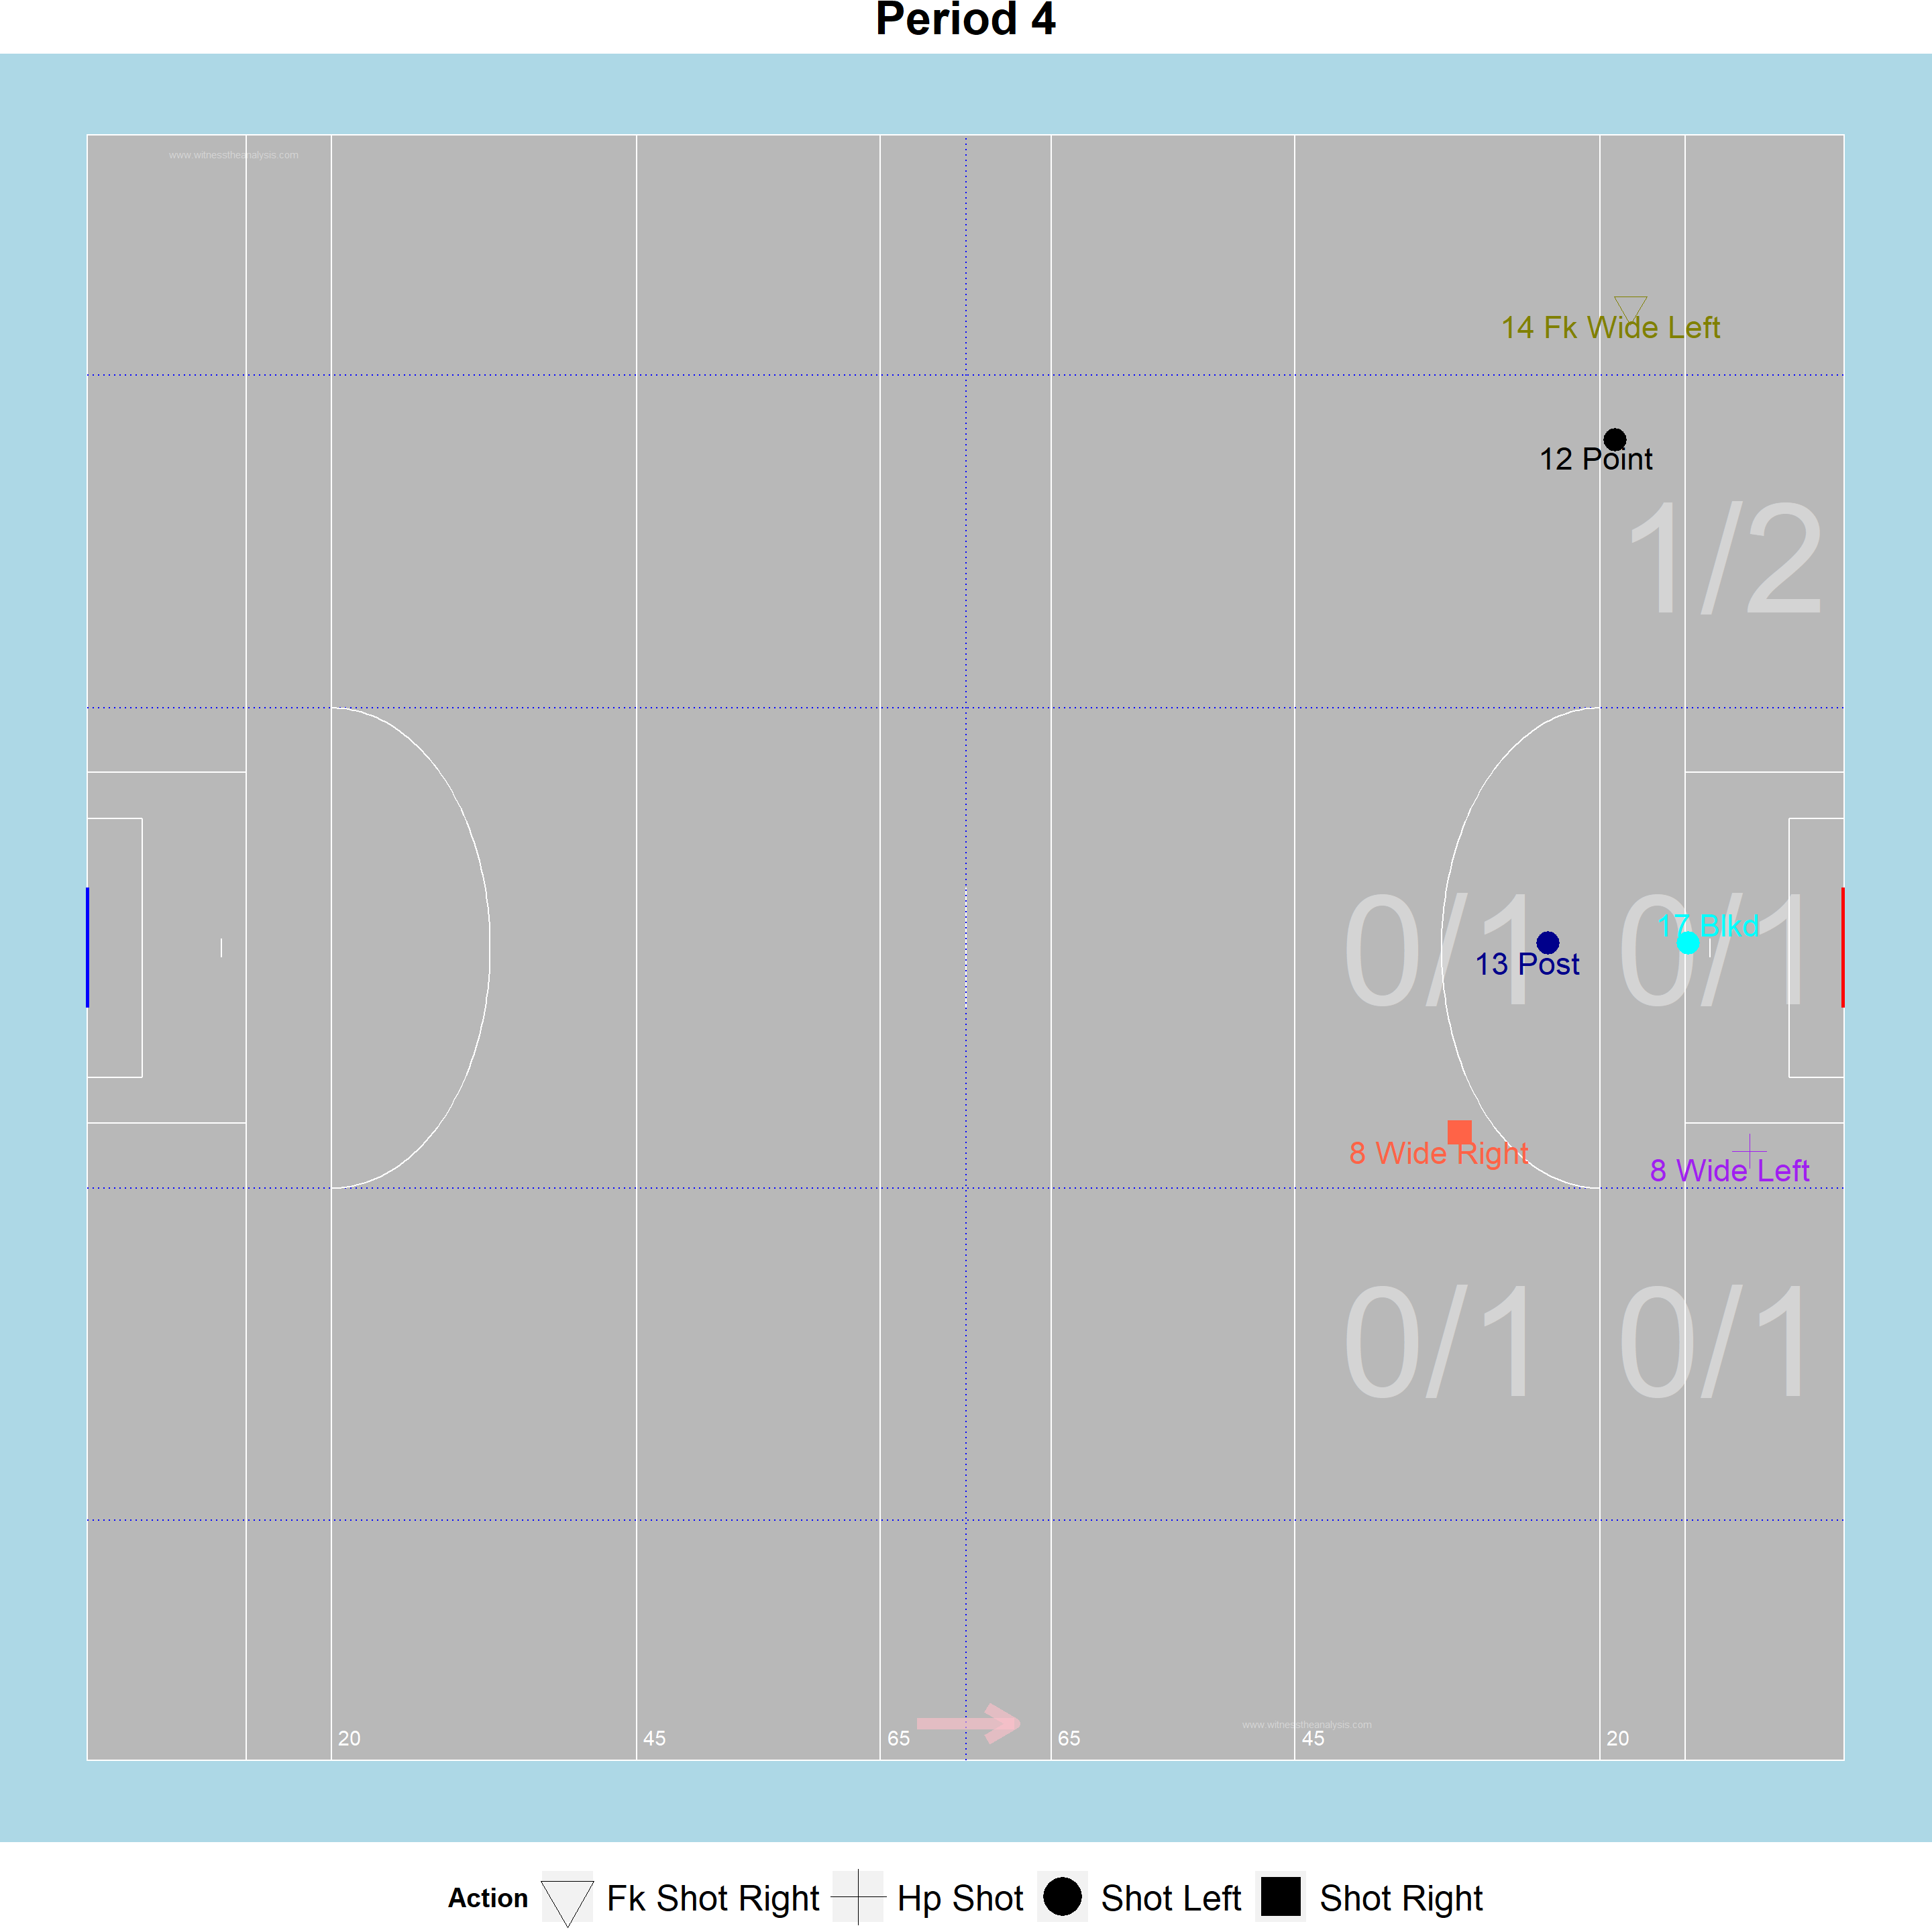 Period 4
www.witnesstheanalysis.com
14 Fk Wide Left
12 Point
1/2
0/1
0/1
17 Blkd
13 Post
8 Wide Right
8 Wide Left
0/1
0/1
www.witnesstheanalysis.com
20
45
65
65
45
20
Action
Fk Shot Right
Hp Shot
Shot Left
Shot Right